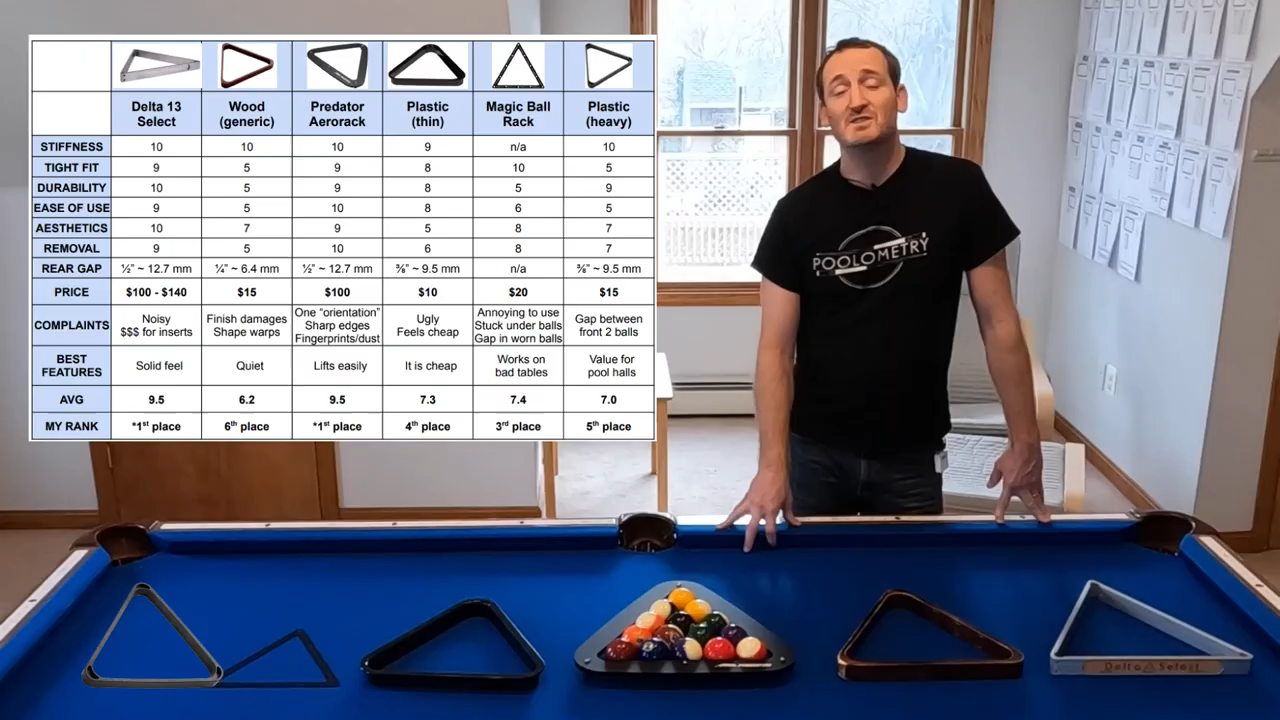 Delta 13 Select
Wood (generic)
Predator Aerorack
Plastic (thin)
Magic Ball Rack
Plastic (heavy)
STIFFNESS 10 10 10 9 n/a 10
TIGHT FIT 9 5 9 8 10 5
DURABILITY 10 5 9 8 5 9
EASE OF USE 9 5 10 8 6 5
AESTHETICS 10 7 9 5 8 7
REMOVAL 9 5 10 6 8 7
REAR GAP ½” ~ 12.7 mm ¼” ~ 6.4 mm ½” ~ 12.7 mm ⅜” ~ 9.5 mm n/a ⅜” ~ 9.5 mm
PRICE $100 - $140 $15 $100 $10 $20 $15
COMPLAINTS
Noisy
$$$ for inserts
Finish damages
Shape warps
One “orientation”
Sharp edges
Fingerprints/dust
Ugly
Feels cheap
Annoying to use
Stuck under balls
Gap in worn balls
Gap between
front 2 balls
BEST FEATURES
Solid feel
Quiet
Lifts easily
It is cheap
Works on
bad tables
Value for
pool halls
AVG 9.5 6.2 9.5 7.3 7.4 7.0
MY RANK *1st place 6th place *1st place 4th place 3rd place 5th place
POOLOMETRY
Delta Select